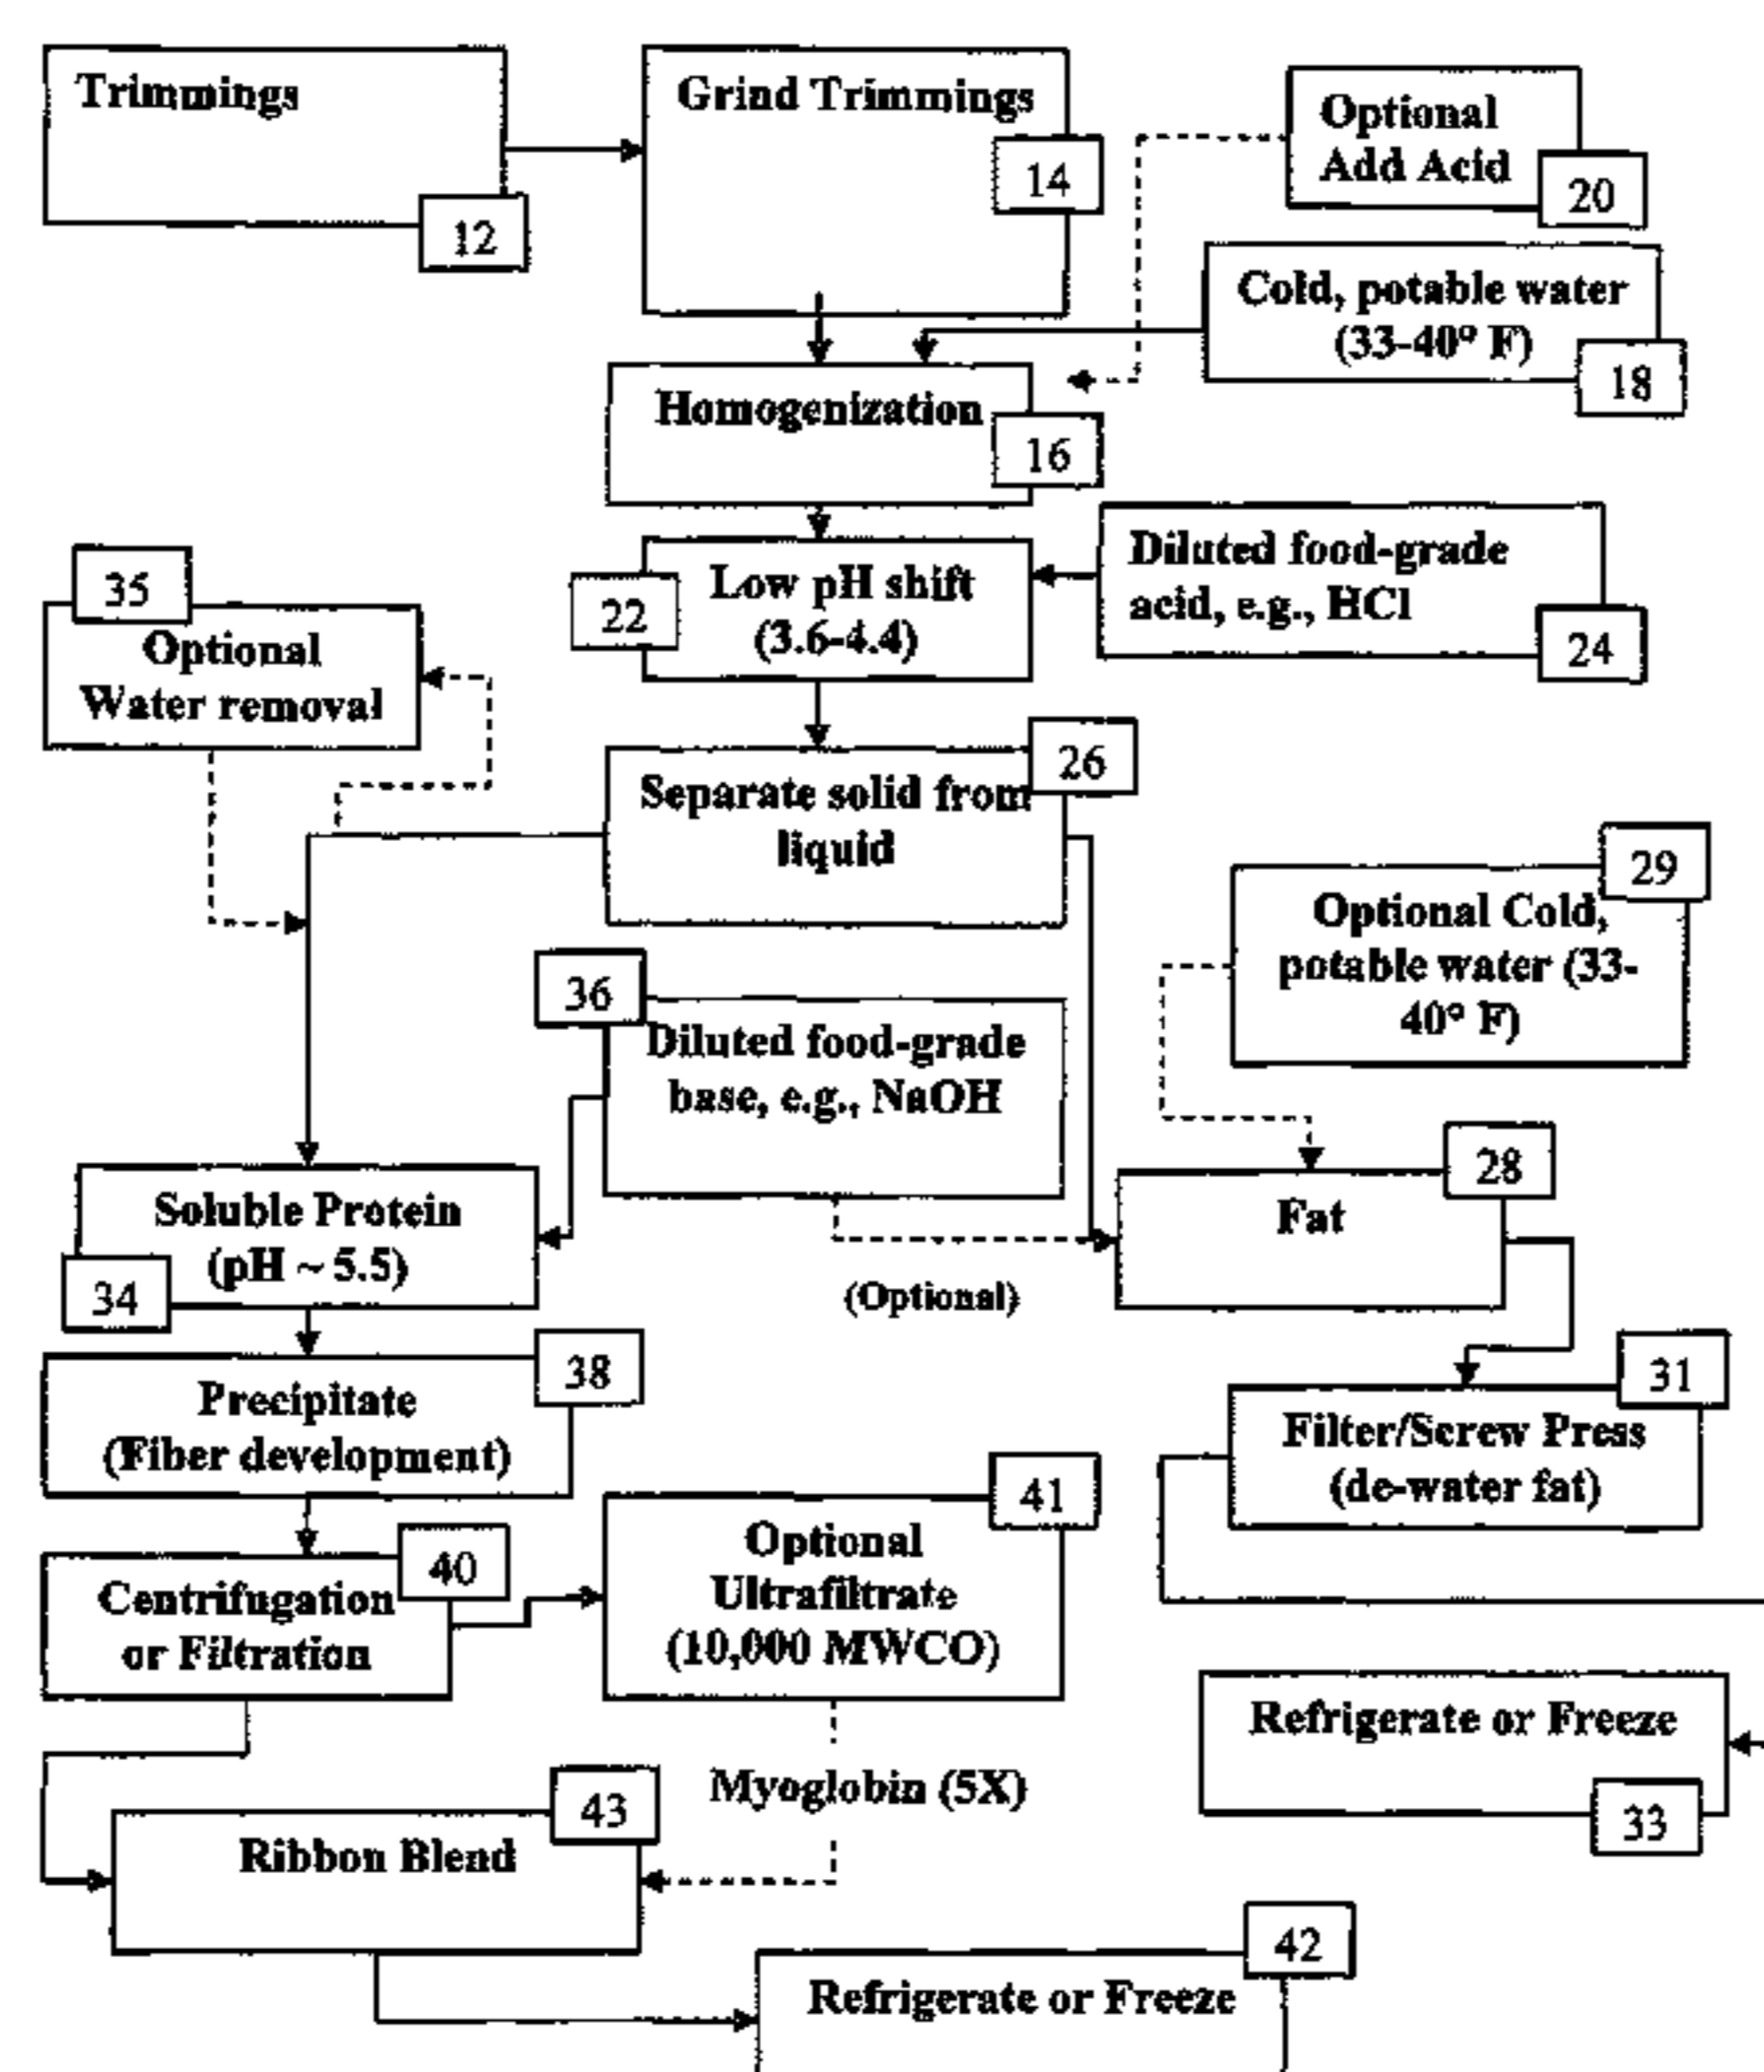 Trimmings
12
Grind Trimmings
14
Optional
Add Acid
20
Cold, potable water
(33-40° F)
18
Homogenization
16
Low pH shift
(3.6-4.4)
22
Diluted food-grade
acid, e.g., HCl
24
35
Optional
Water removal
26
Separate solid from
liquid
29
Optional Cold,
potable water (33-
40° F)
36
Diluted food-grade
base, e.g., NaOH
28
Fat
Soluble Protein
(pH ~ 5.5)
34
(Optional)
38
Precipitate
(Fiber development)
31
Filter/Screw Press
(de-water fat)
40
Centrifugation
or Filtration
41
Optional
Ultrafiltrate
(10,000 MWCO)
Refrigerate or Freeze
33
Myoglobin (5X)
43
Ribbon Blend
42
Refrigerate or Freeze